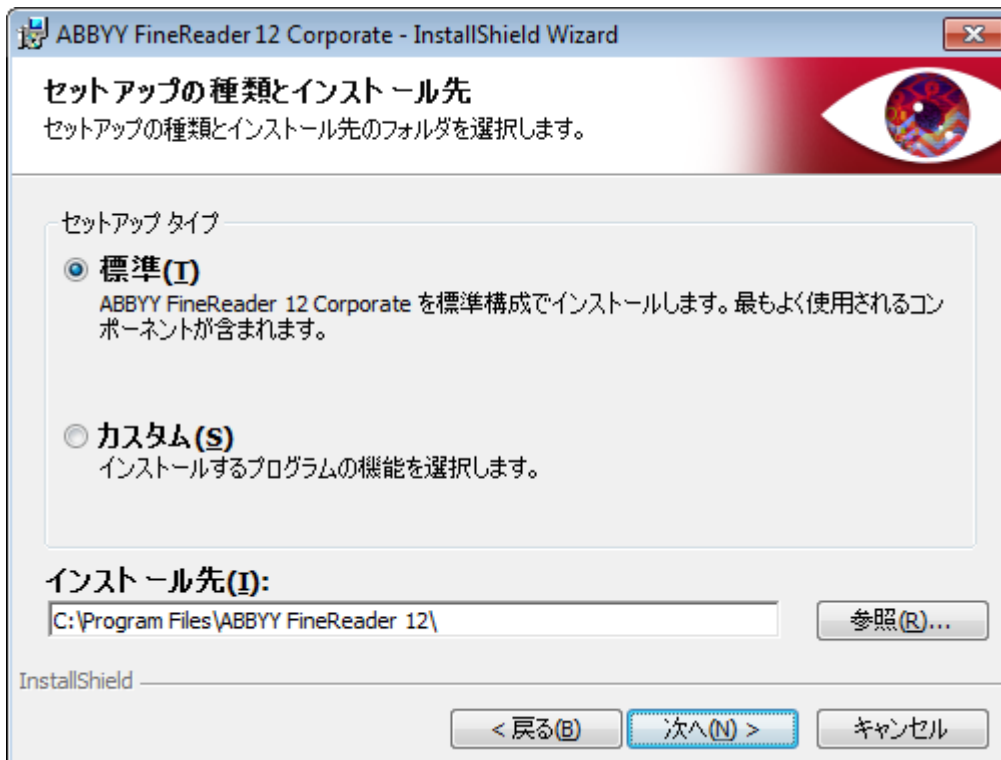 ABBYY FineReader 12 Corporate - InstallShield Wizard
セットアップの種類とインストール先
セットアップの種類とインストール先のフォルダを選択します。
セットアップ タイプ
標準(T)
ABBYY FineReader 12 Corporate を標準構成でインストールします。最もよく使用されるコン
ポーネントが含まれます。
カスタム(S)
インストールするプログラムの機能を選択します。
インストール先(I):
C:\Program Files\ABBYY FineReader 12\
参照(R)...
InstallShield
< 戻る(B)
次へ(N) >
キャンセル